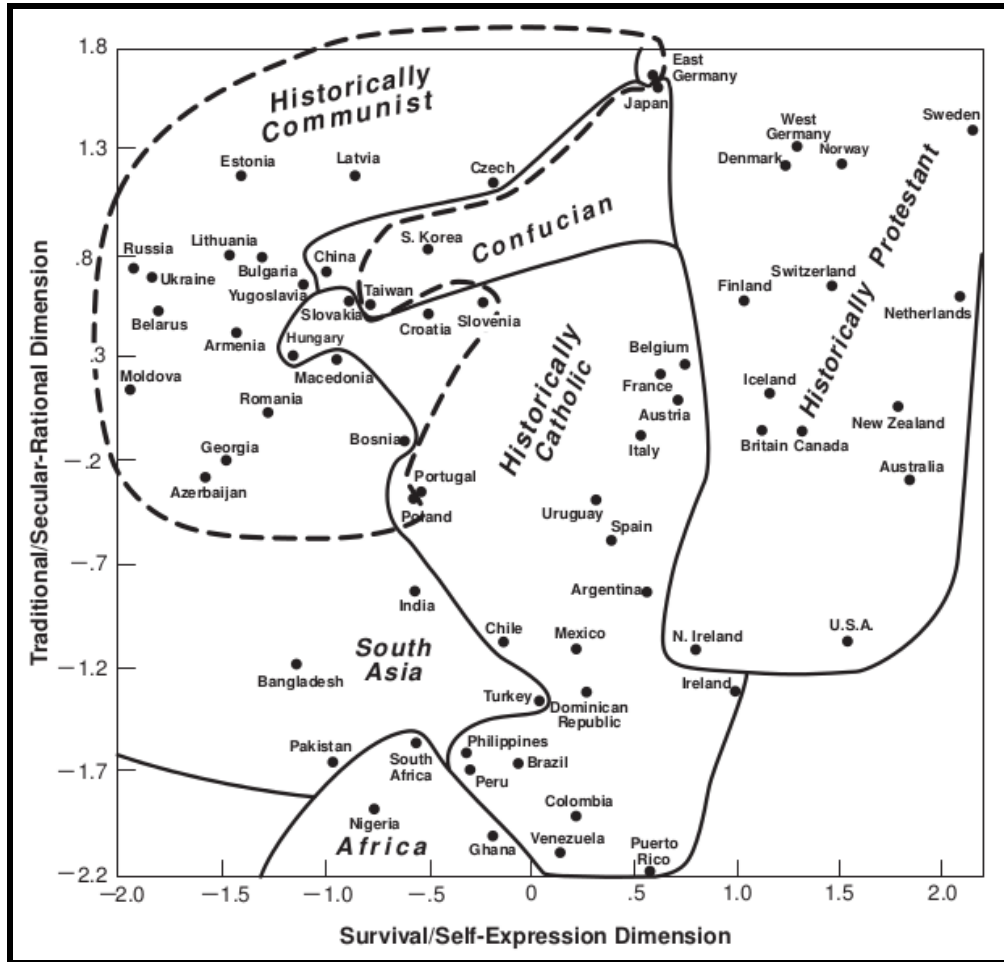 1.8
East
Germany
Historically
Communist
Japan
Sweden
West
Germany
1.3
Denmark
Norway
Estonia
Latvia
Czech
Historically Protestant
Confucian
S. Korea
.8
Russia
Lithuania
China
Ukraine
Bulgaria
Switzerland
Yugoslavia
Taiwan
Finland
Slovakia
Netherlands
Belarus
Croatia
Slovenia
Armenia
Hungary
.3
Belgium
Macedonia
Moldova
France
Iceland
Romania
Austria
Historically
Catholic
New Zealand
Bosnia
Italy
Britain
Canada
Georgia
−.2
Portugal
Australia
Azerbaijan
Poland
Uruguay
Spain
−.7
Argentina
India
Chile
Mexico
N. Ireland
U.S.A.
South
Asia
−1.2
Bangladesh
Ireland
Turkey
Dominican
Republic
Pakistan
Philippines
South
Africa
Brazil
−1.7
Peru
Colombia
Nigeria
Africa
Ghana
Venezuela
Puerto
Rico
−2.2
−2.0
−1.5
−1.0
−.5
0
.5
1.0
1.5
2.0
Survival/Self-Expression Dimension
Traditional/Secular-Rational Dimension